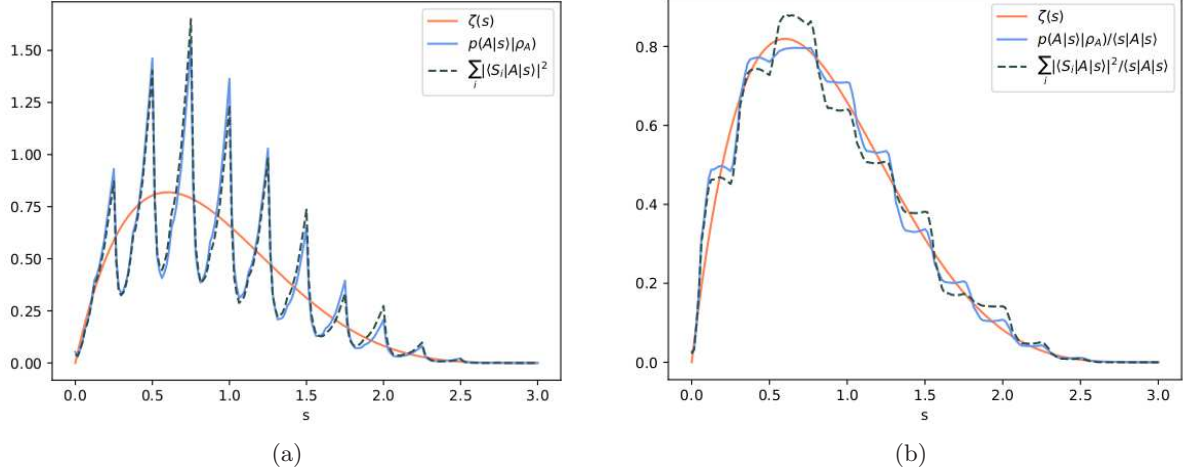 1.50
1.25
1.00
0.75
0.50
0.25
0.00
ζ(s)
p(A|s⟩|ρ_A)
∑_i|⟨S_i|A|s⟩|²
0.0 0.5 1.0 1.5 2.0 2.5 3.0
s
(a)
0.8
0.6
0.4
0.2
0.0
ζ(s)
p(A|s⟩|ρ_A)/⟨s|A|s⟩
∑_i|⟨S_i|A|s⟩|²/⟨s|A|s⟩
0.0 0.5 1.0 1.5 2.0 2.5 3.0
s
(b)